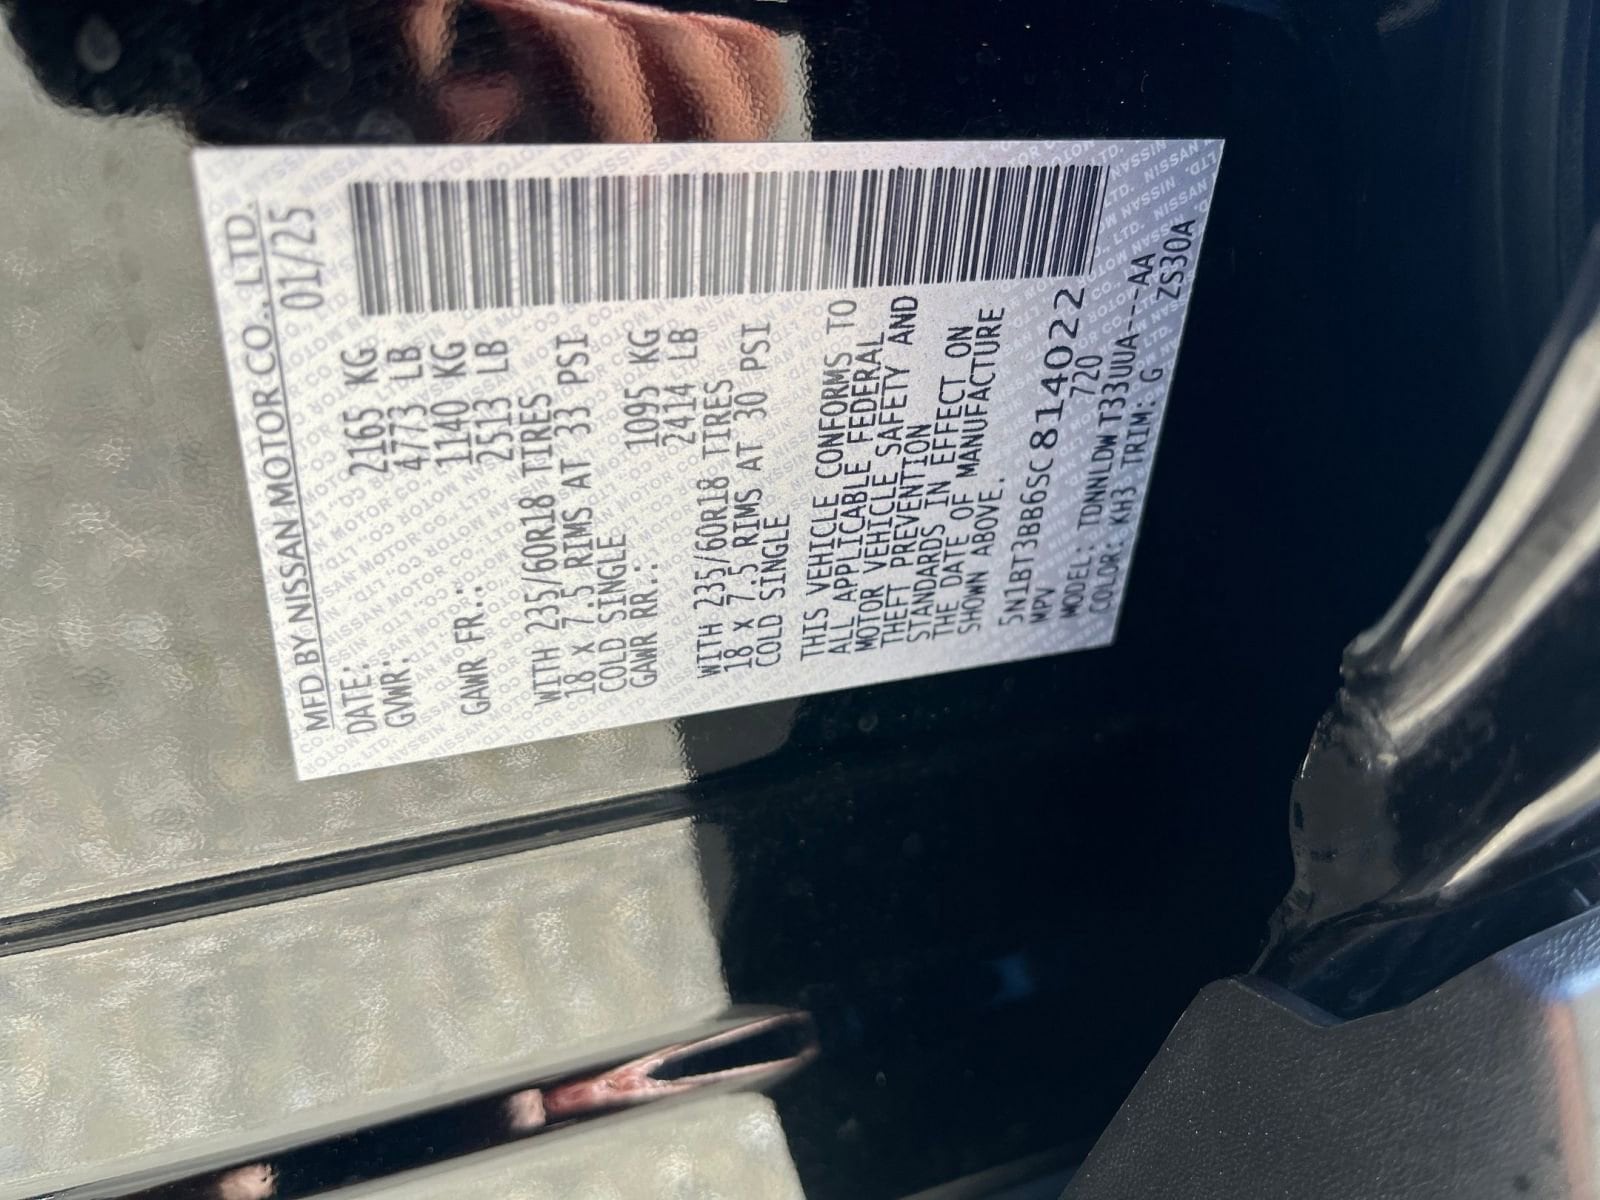 MFD BY NISSAN MOTOR CO., LTD.
DATE: 01/25
GVWR: 2165 KG
4773 LB
GAWR FR.: 1140 KG
2513 LB
WITH 235/60R18 TIRES
18 X 7.5 RIMS AT 33 PSI
COLD SINGLE
GAWR RR.: 1095 KG
2414 LB
WITH 235/60R18 TIRES
18 X 7.5 RIMS AT 30 PSI
COLD SINGLE
THIS VEHICLE CONFORMS TO
ALL APPLICABLE FEDERAL
MOTOR VEHICLE SAFETY AND
THEFT PREVENTION
STANDARDS IN EFFECT ON
THE DATE OF MANUFACTURE
SHOWN ABOVE.
5N1BT3BB6SC814022
MPV 720
MODEL: TDNNLDWT33UUA---AA
COLOR: KH3 TRIM: G ZS30A